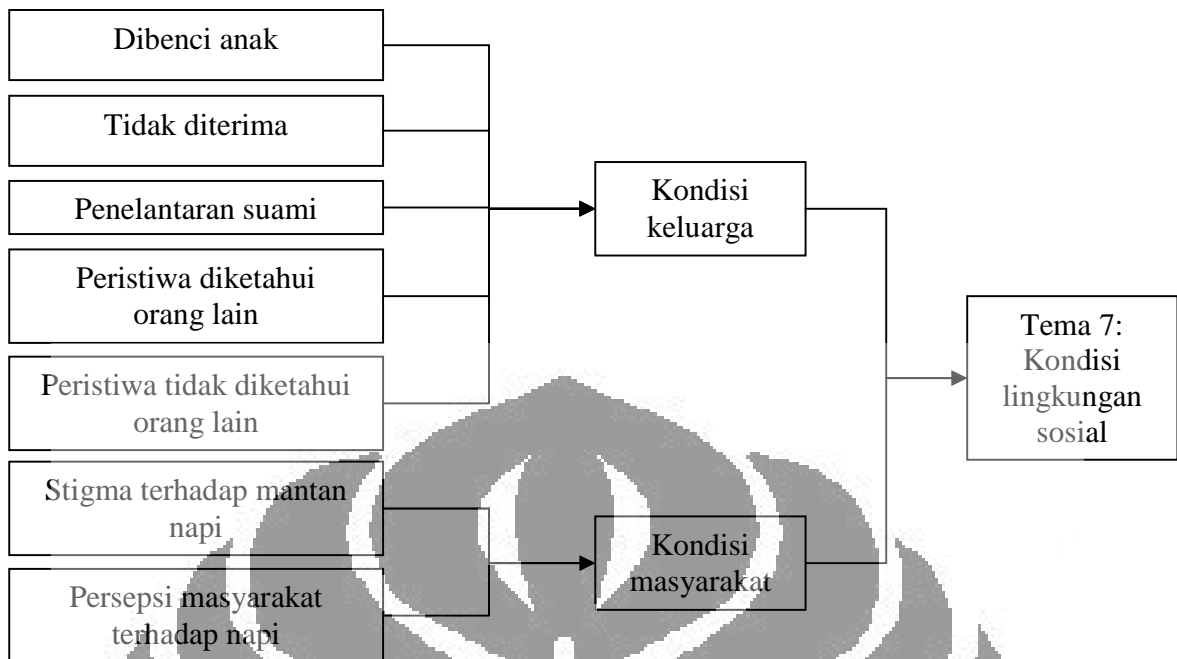 Dibenci anak
Tidak diterima
Penelantaran suami
Peristiwa diketahui
orang lain
Peristiwa tidak diketahui
orang lain
Stigma terhadap mantan
napi
Persepsi masyarakat
terhadap napi
Kondisi
keluarga
Kondisi
masyarakat
Tema 7:
Kondisi
lingkungan
sosial